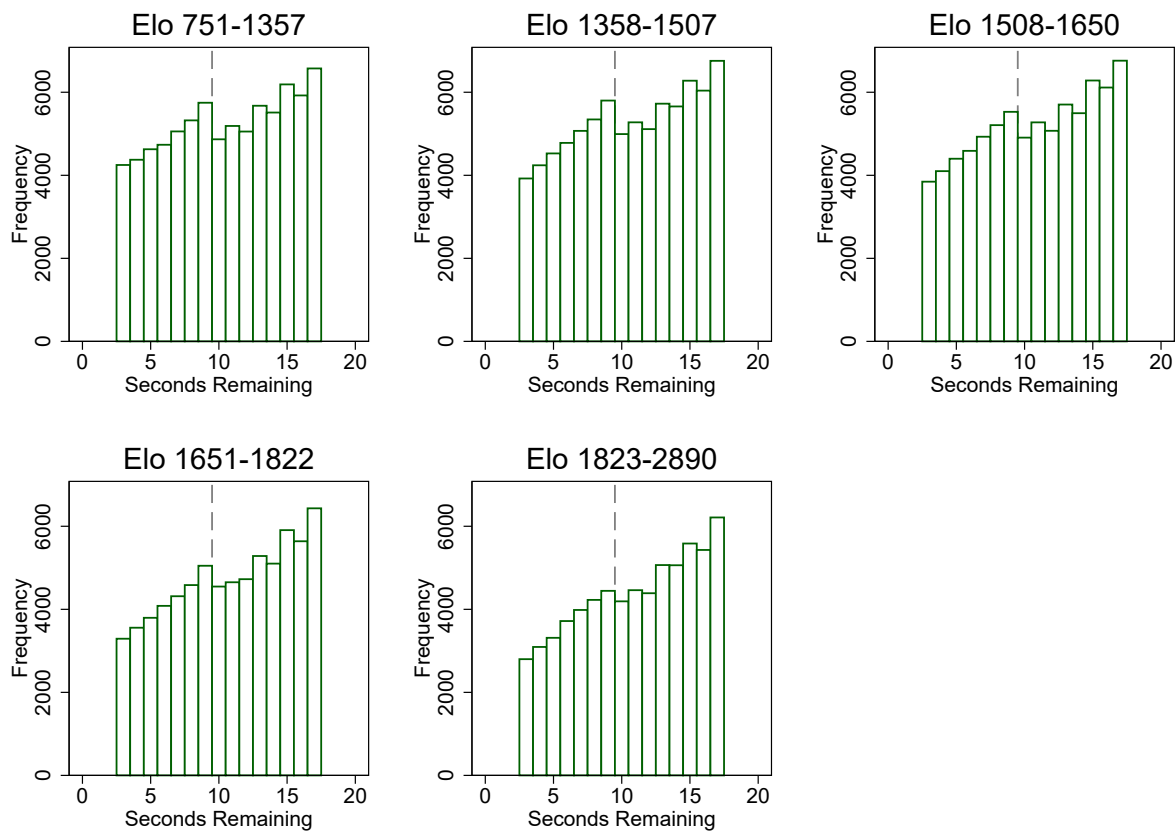 Elo 751-1357
Elo 1358-1507
Elo 1508-1650
Frequency
0
2000
4000
6000
0 5 10 15 20
Seconds Remaining
Frequency
0
2000
4000
6000
0 5 10 15 20
Seconds Remaining
Frequency
0
2000
4000
6000
0 5 10 15 20
Seconds Remaining
Elo 1651-1822
Elo 1823-2890
Frequency
0
2000
4000
6000
0 5 10 15 20
Seconds Remaining
Frequency
0
2000
4000
6000
0 5 10 15 20
Seconds Remaining